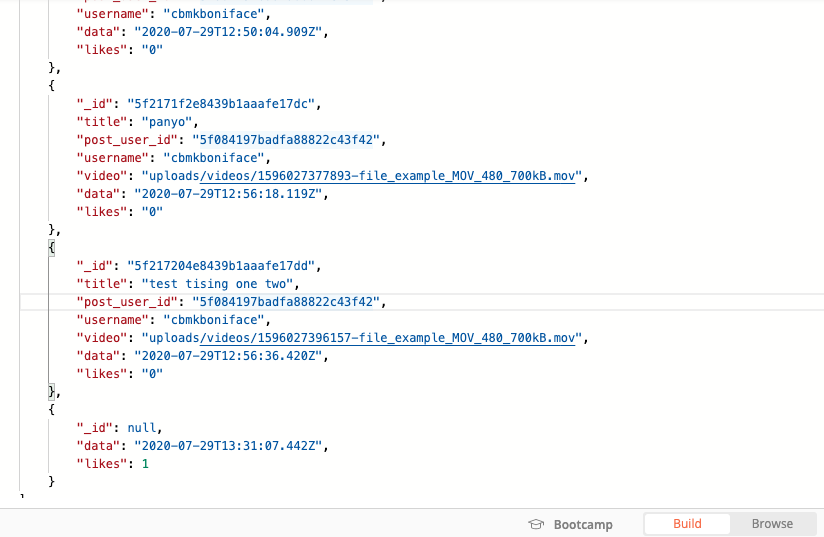 "username": "cbmkboniface",
"data": "2020-07-29T12:50:04.909Z",
"likes": "0"
},
{
"_id": "5f2171f2e8439b1aaafe17dc",
"title": "panyo",
"post_user_id": "5f084197badfa88822c43f42",
"username": "cbmkboniface",
"video": "uploads/videos/1596027377893-file_example_MOV_480_700kB.mov",
"data": "2020-07-29T12:56:18.119Z",
"likes": "0"
},
{
"_id": "5f217204e8439b1aaafe17dd",
"title": "test tising one two",
"post_user_id": "5f084197badfa88822c43f42",
"username": "cbmkboniface",
"video": "uploads/videos/1596027396157-file_example_MOV_480_700kB.mov",
"data": "2020-07-29T12:56:36.420Z",
"likes": "0"
},
{
"_id": null,
"data": "2020-07-29T13:31:07.442Z",
"likes": 1
}
Bootcamp Build Browse